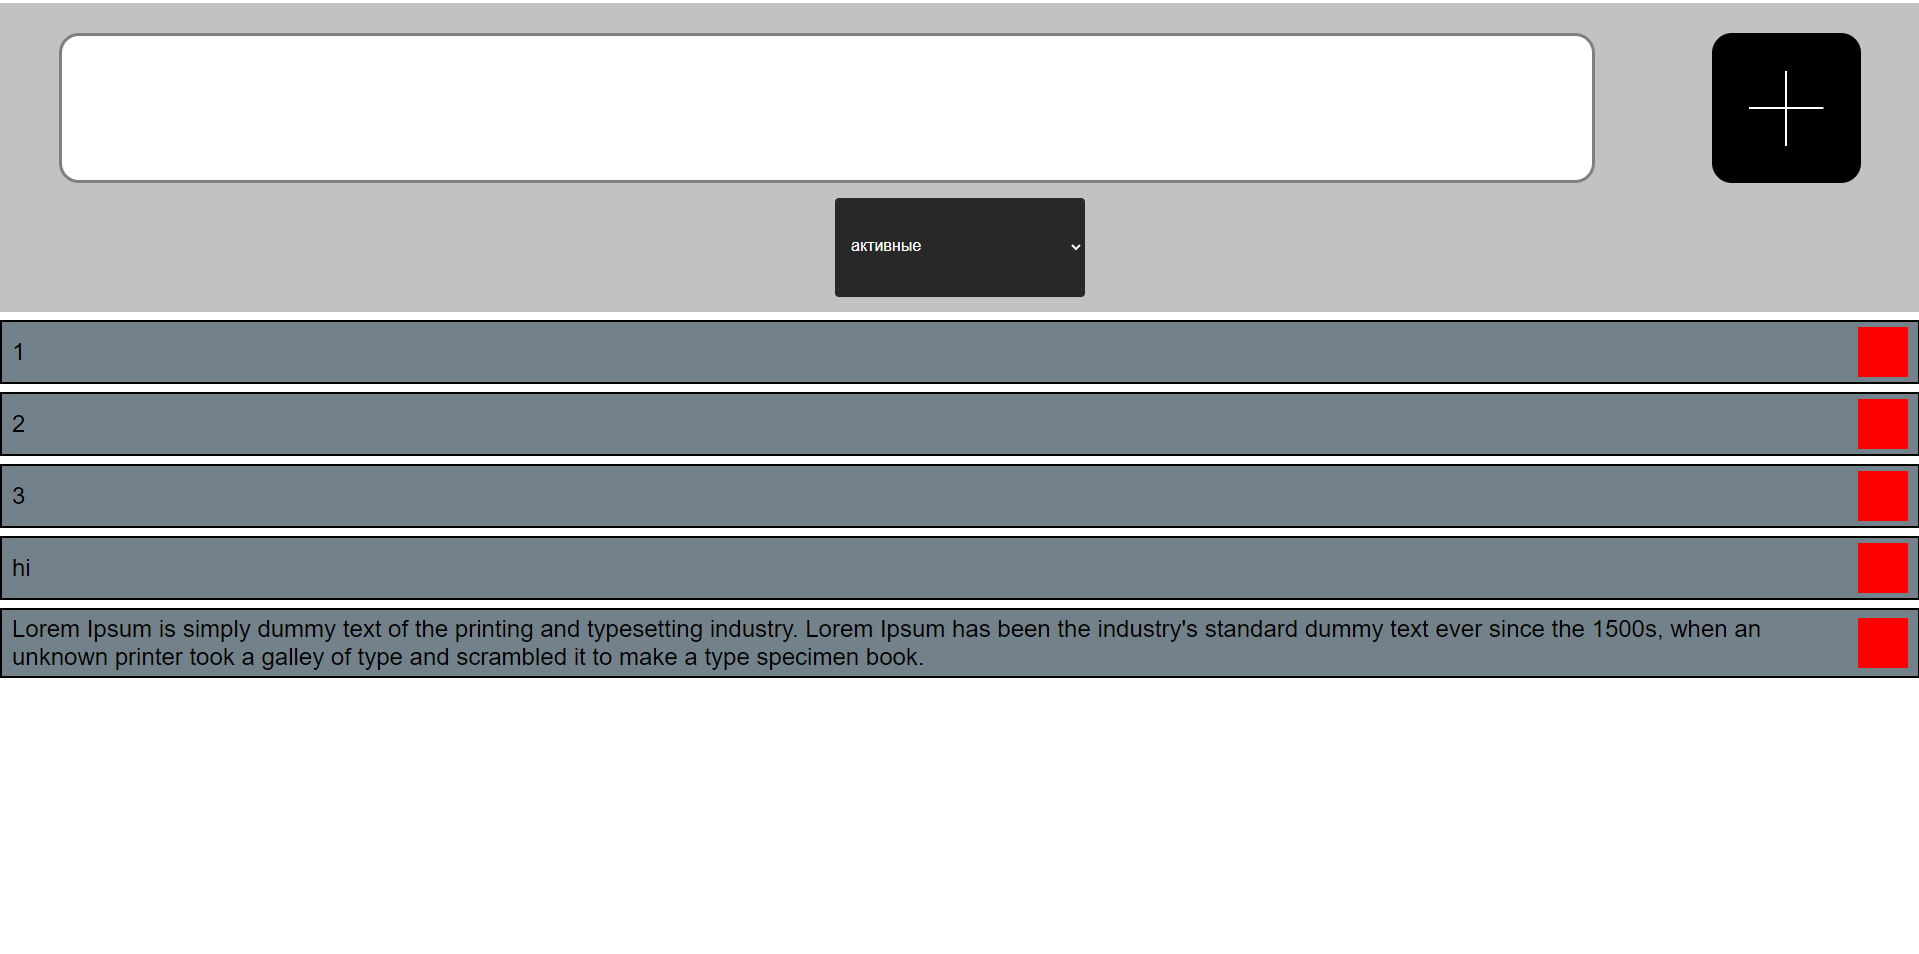 активные
1
2
3
hi
Lorem Ipsum is simply dummy text of the printing and typesetting industry. Lorem Ipsum has been the industry's standard dummy text ever since the 1500s, when an
unknown printer took a galley of type and scrambled it to make a type specimen book.